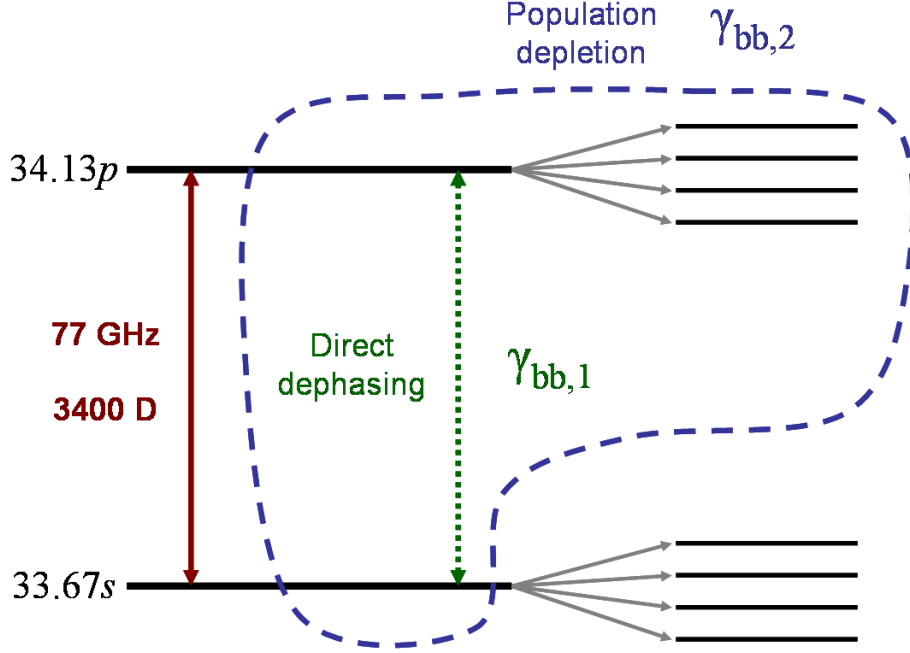 Population
depletion
γbb,2
34.13p
77 GHz
3400 D
Direct
dephasing
γbb,1
33.67s